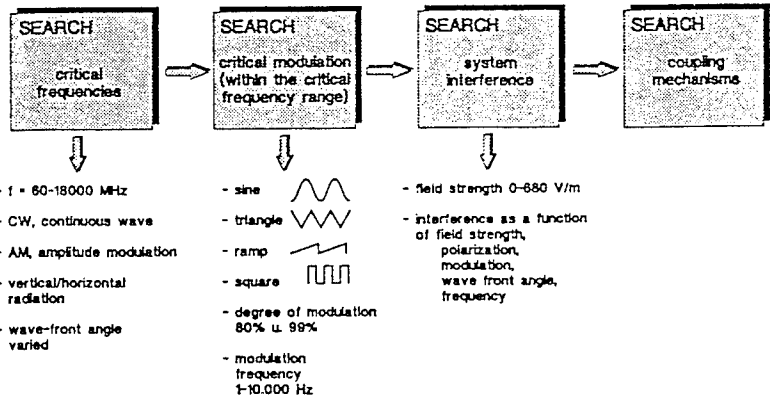 SEARCH
critical
frequencies
SEARCH
critical modulation
(within the critical
frequency range)
SEARCH
system
interference
SEARCH
coupling
mechanisms
- f = 60-18000 MHz
- CW, continuous wave
- AM, amplitude modulation
- vertical/horizontal
radiation
- wave-front angle
varied
- sine
- triangle
- ramp
- square
- degree of modulation
80% u. 99%
- modulation
frequency
1-10.000 Hz
- field strength 0-680 V/m
- interference as a function
of field strength,
polarization,
modulation,
wave front angle,
frequency